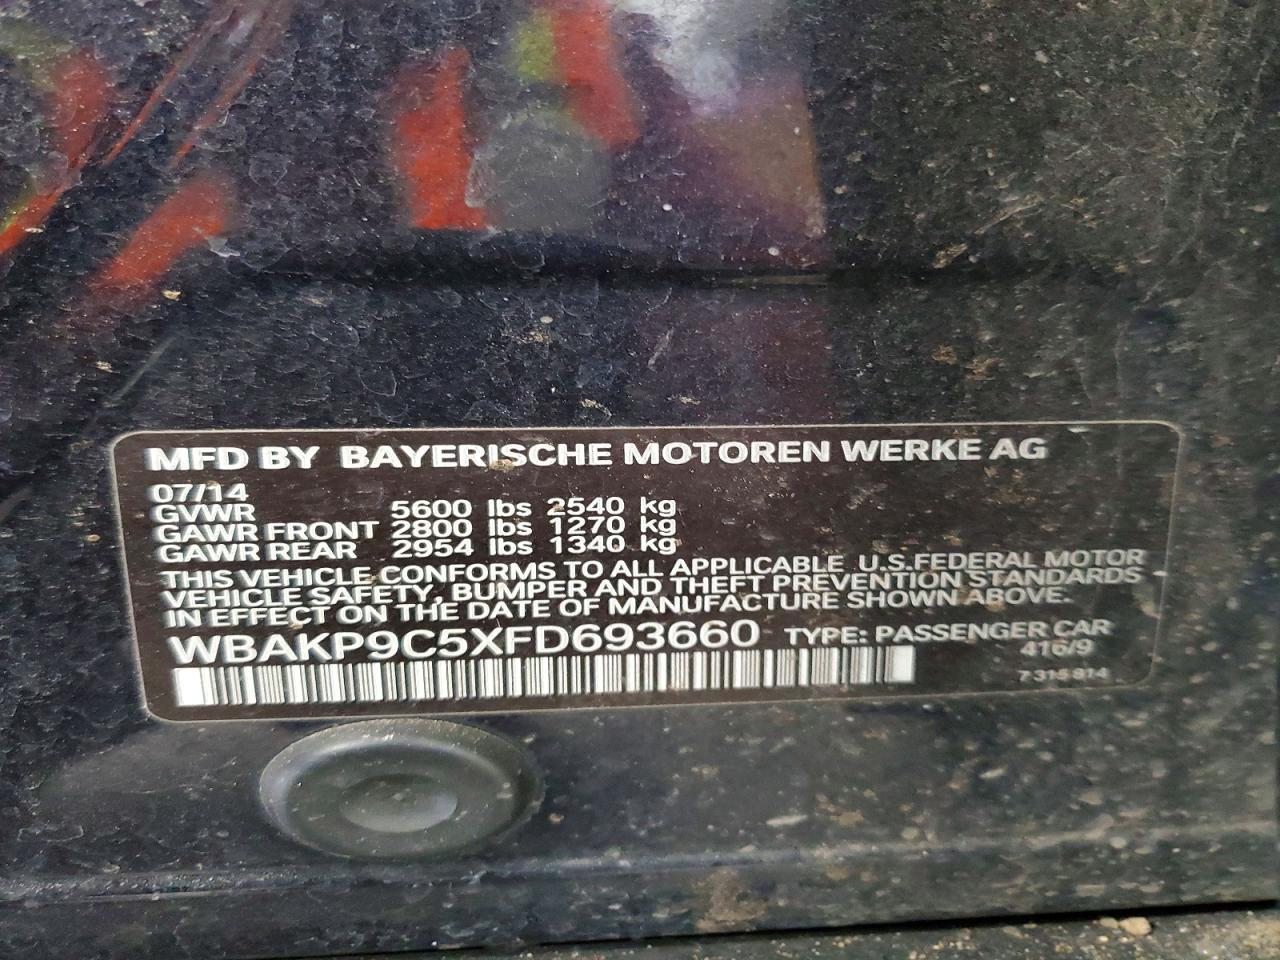 MFD BY BAYERISCHE MOTOREN WERKE AG
07/14
GVWR 5600 lbs 2540 kg
GAWR FRONT 2800 lbs 1270 kg
GAWR REAR 2954 lbs 1340 kg
THIS VEHICLE CONFORMS TO ALL APPLICABLE U.S.FEDERAL MOTOR
VEHICLE SAFETY, BUMPER AND THEFT PREVENTION STANDARDS
IN EFFECT ON THE DATE OF MANUFACTURE SHOWN ABOVE.
WBAKP9C5XFD693660 TYPE: PASSENGER CAR
416/9